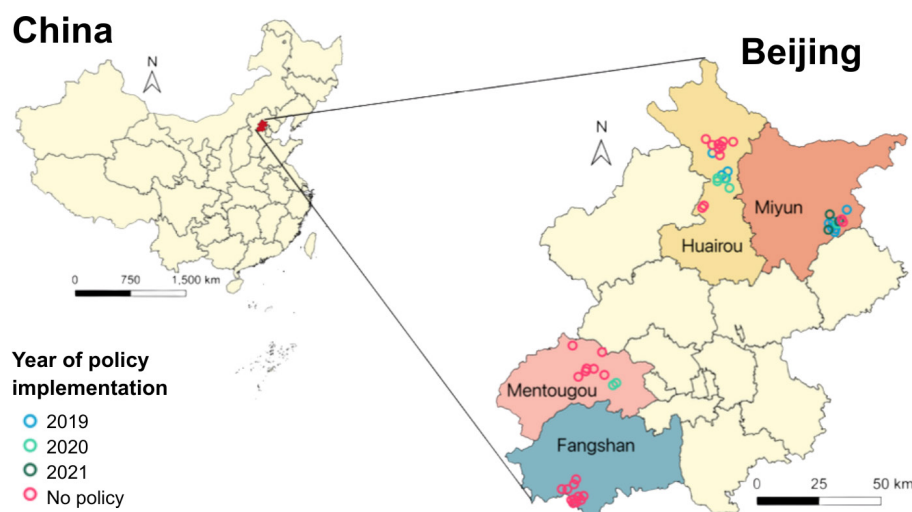 China
Beijing
N
N
Miyun
Huairou
0 750 1,500 km
Year of policy
implementation
2019
2020
2021
No policy
Mentougou
Fangshan
0 25 50 km